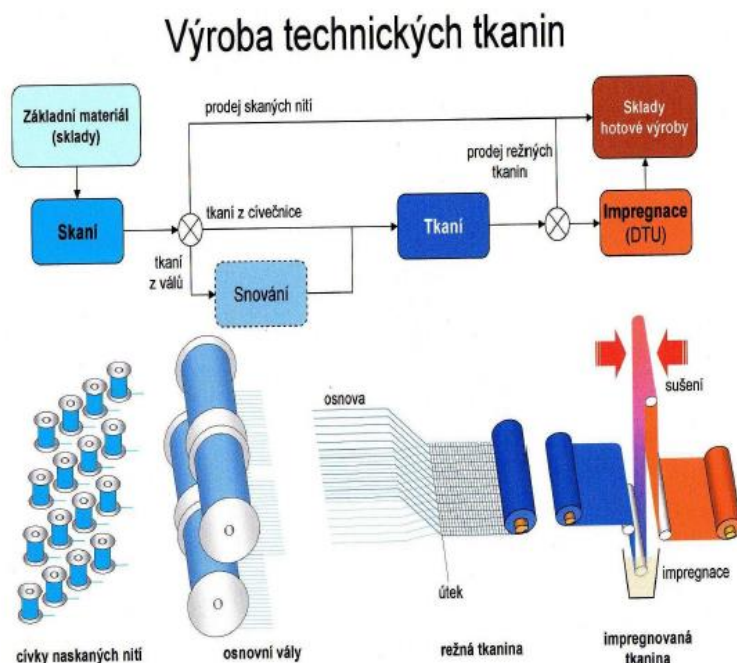 Výroba technických tkanin
Základní materiál
(sklady)
prodej skaných nití
Sklady
hotové výroby
prodej režných
tkanin
Skaní
tkaní z cívečnice
Tkaní
Impregnace
(DTU)
tkaní
z válů
Snování
osnova
sušení
útek
impregnace
cívky naskaných nití
osnovní vály
režná tkanina
impregnovaná
tkanina